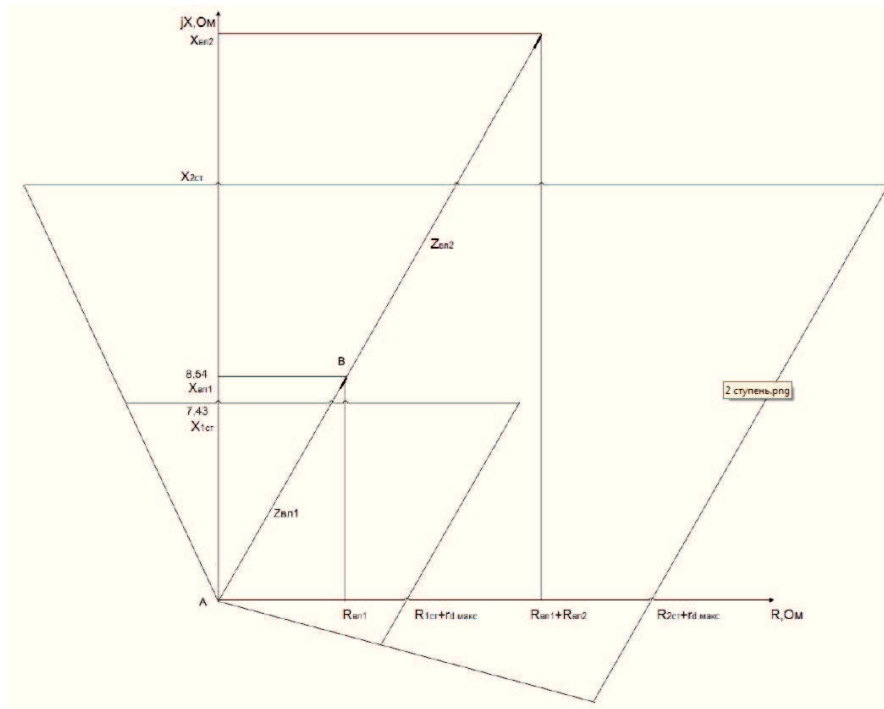 jX,Ом
Xвл2
X2ст
Zвл2
B
8,54
Xвл1
2 ступень.png
7,43
X1ст
Zвл1
A
Rвл1
R1ст+rd.макс
Rвл1+Rвл2
R2ст+rd.макс
R,Ом